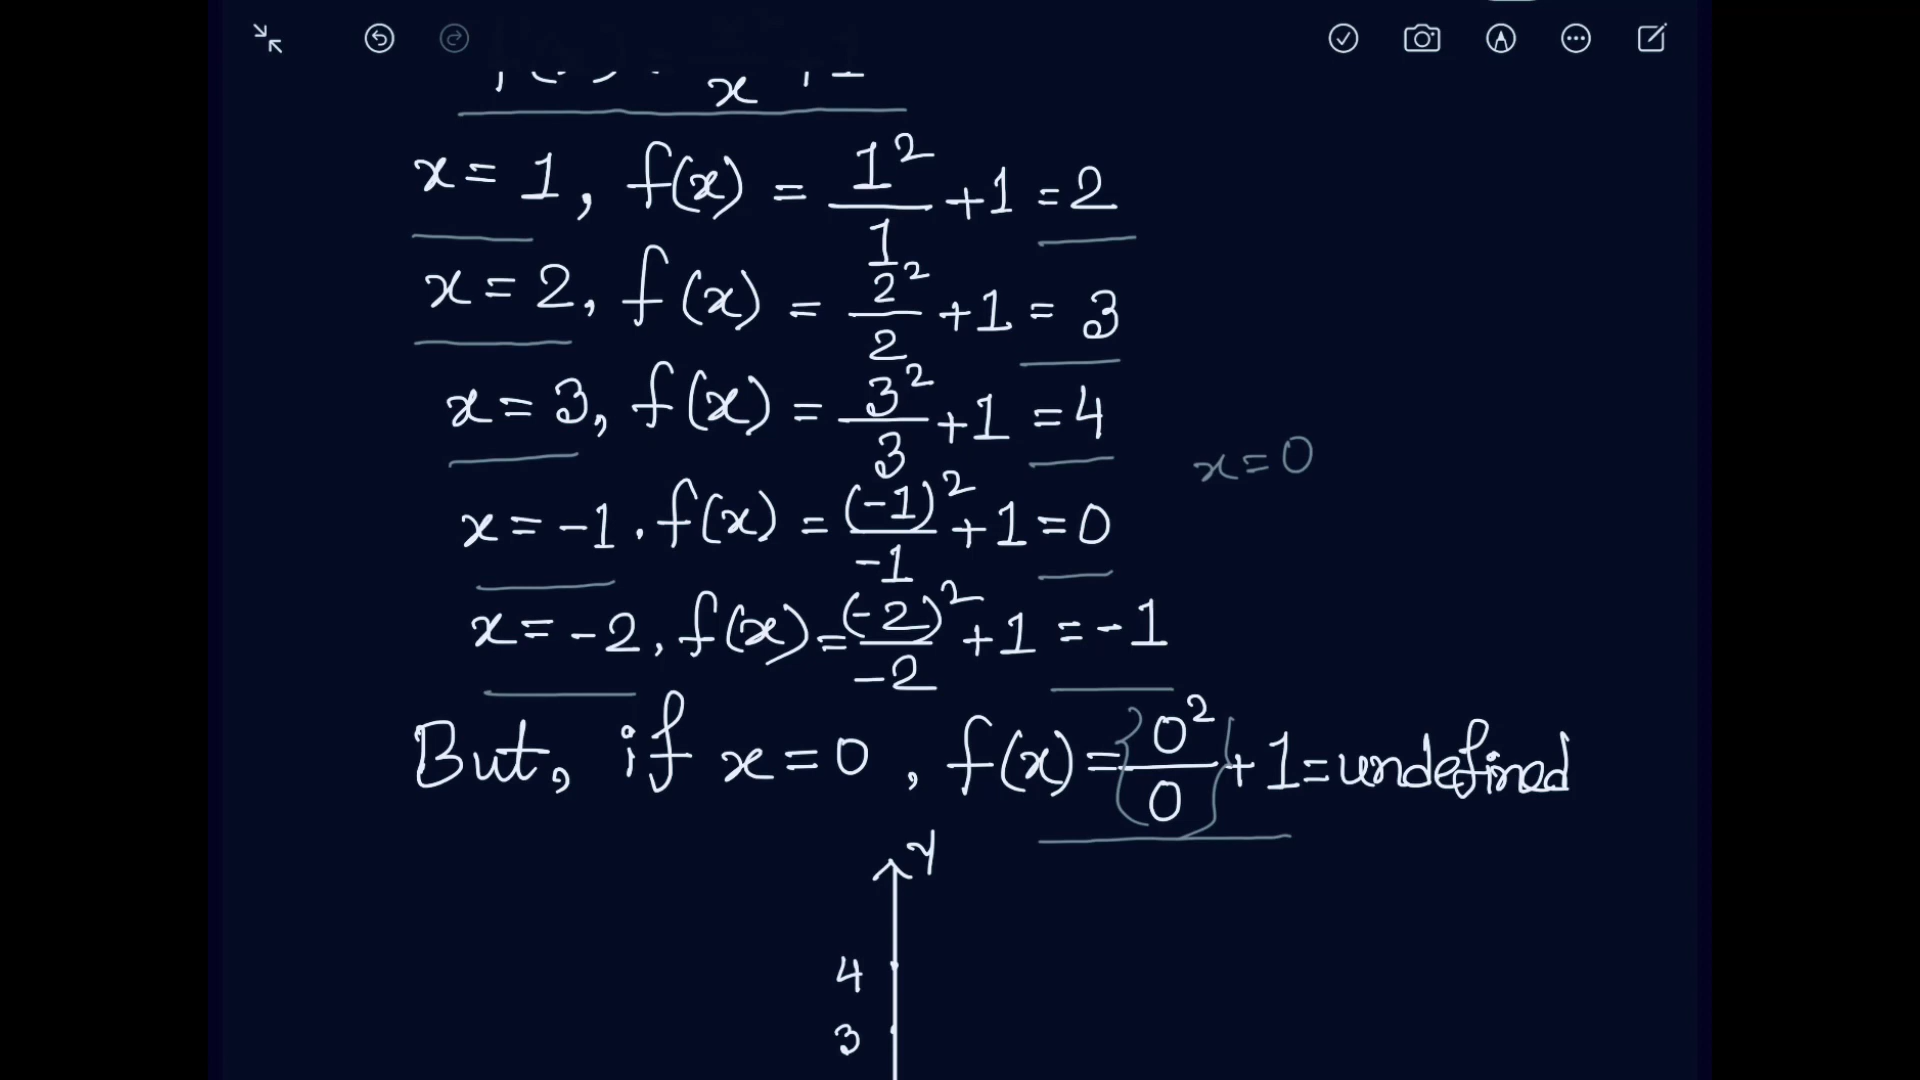 x = 1, f(x) = 1²/1 + 1 = 2
x = 2, f(x) = 2²/2 + 1 = 3
x = 3, f(x) = 3²/3 + 1 = 4
x = 0
x = -1, f(x) = (-1)²/-1 + 1 = 0
x = -2, f(x) = (-2)²/-2 + 1 = -1
But, if x = 0, f(x) = {0²/0} + 1 = undefined
Y
4
3